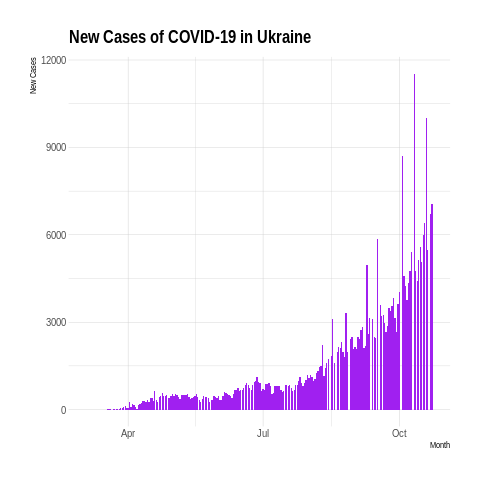 New Cases of COVID-19 in Ukraine
New Cases
12000
9000
6000
3000
0
Apr
Jul
Oct
Month